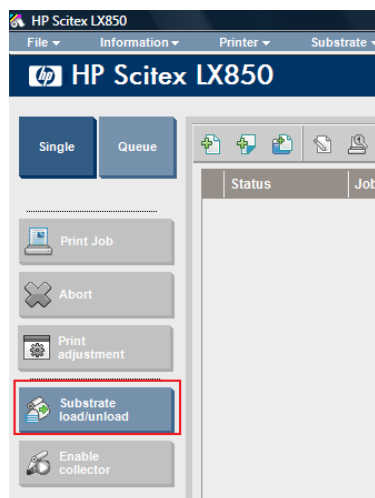 HP Scitex LX850
File Information Printer Substrate
hp HP Scitex LX850
Single Queue
Status Job
Print Job
Abort
Print
adjustment
Substrate
load/unload
Enable
collector